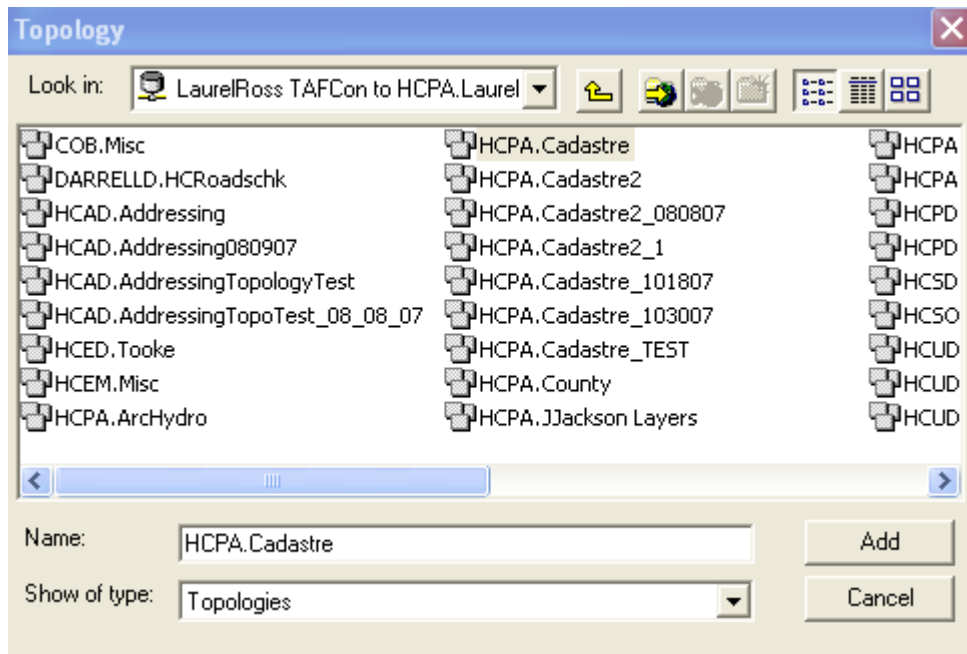 Topology
Look in:
LaurelRoss TAFCon to HCPA.Laurel
COB.Misc
DARRELLD.HCRoadschk
HCAD.Addressing
HCAD.Addressing080907
HCAD.AddressingTopologyTest
HCAD.AddressingTopoTest_08_08_07
HCED.Tooke
HCEM.Misc
HCPA.ArcHydro
HCPA.Cadastre
HCPA.Cadastre2
HCPA.Cadastre2_080807
HCPA.Cadastre2_1
HCPA.Cadastre_101807
HCPA.Cadastre_103007
HCPA.Cadastre_TEST
HCPA.County
HCPA.JJackson Layers
HCPA
HCPA
HCPD
HCPD
HCSD
HCSO
HCUD
HCUD
HCUD
Name:
HCPA.Cadastre
Add
Show of type:
Topologies
Cancel